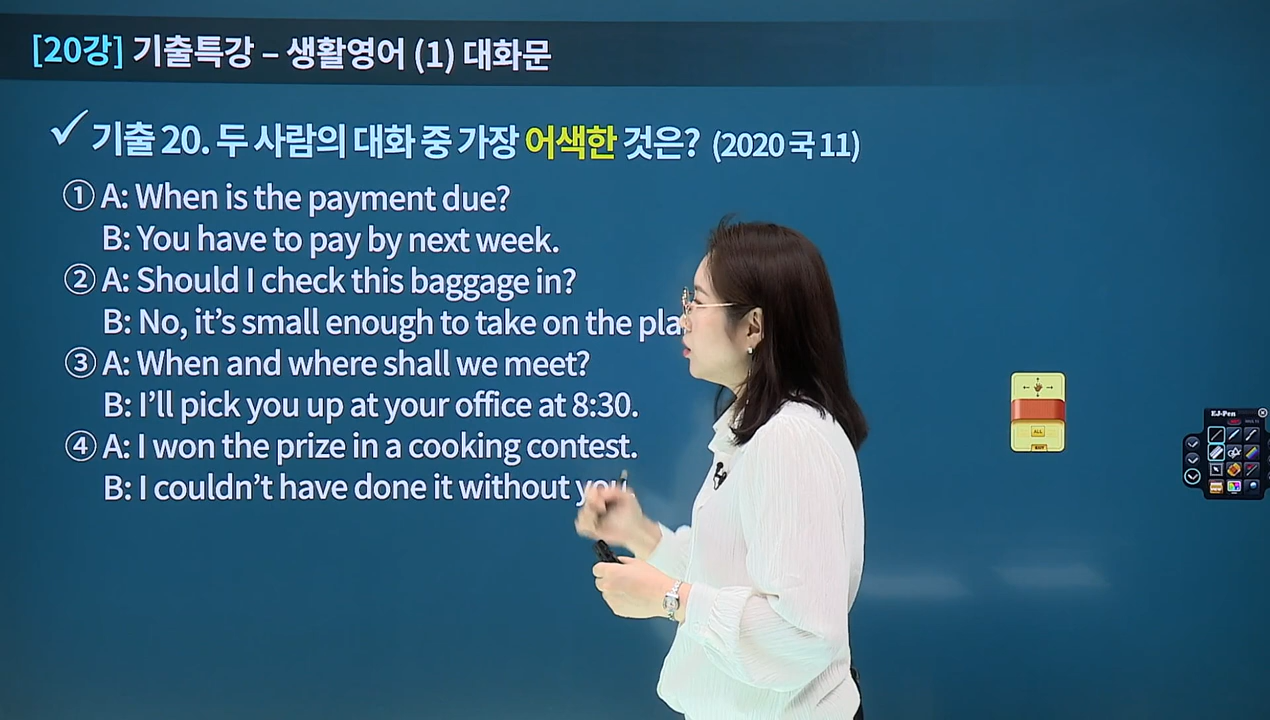 [20강] 기출특강 – 생활영어 (1) 대화문
기출 20. 두 사람의 대화 중 가장 어색한 것은? (2020 국 11)
① A: When is the payment due?
B: You have to pay by next week.
② A: Should I check this baggage in?
B: No, it's small enough to take on the
③ A: When and where shall we meet?
B: I'll pick you up at your office at 8:30.
④ A: I won the prize in a cooking contest.
B: I couldn't have done it without you.
ALL
EJ-Pen